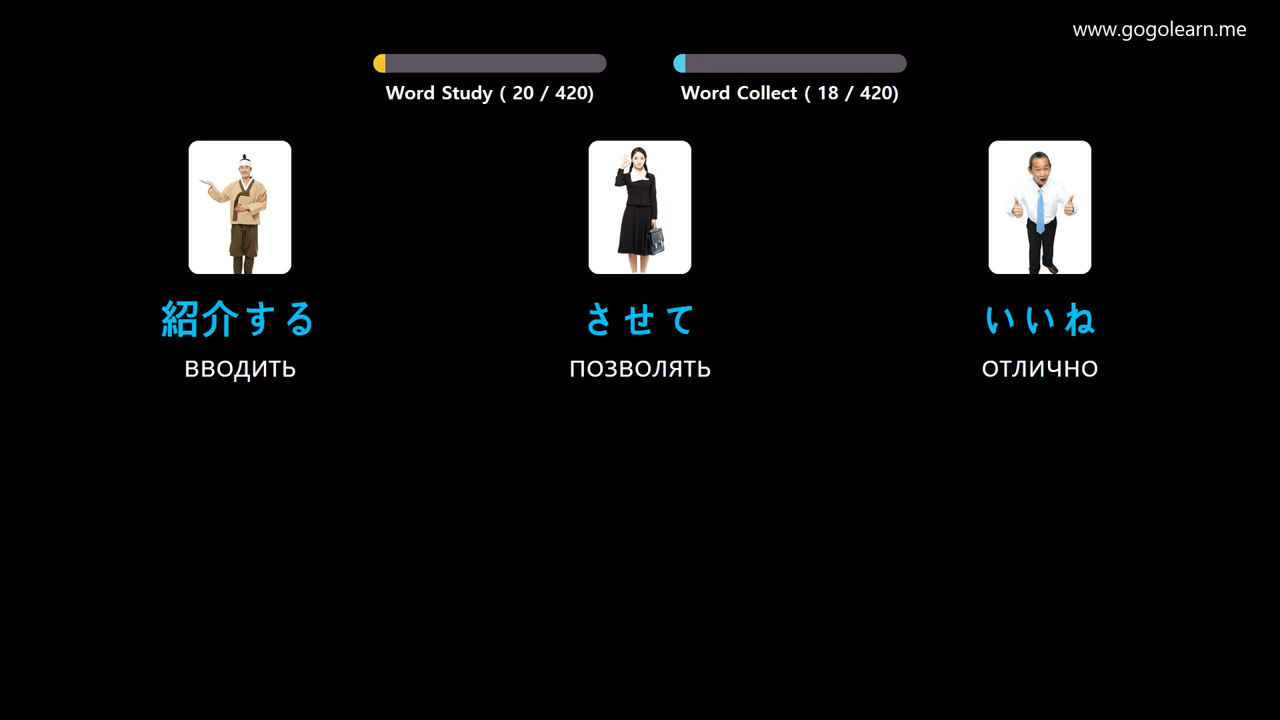 www.gogolearn.me
Word Study ( 20 / 420)
Word Collect ( 18 / 420)
紹介する
させて
いいね
ВВОДИТЬ
ПОЗВОЛЯТЬ
ОТЛИЧНО